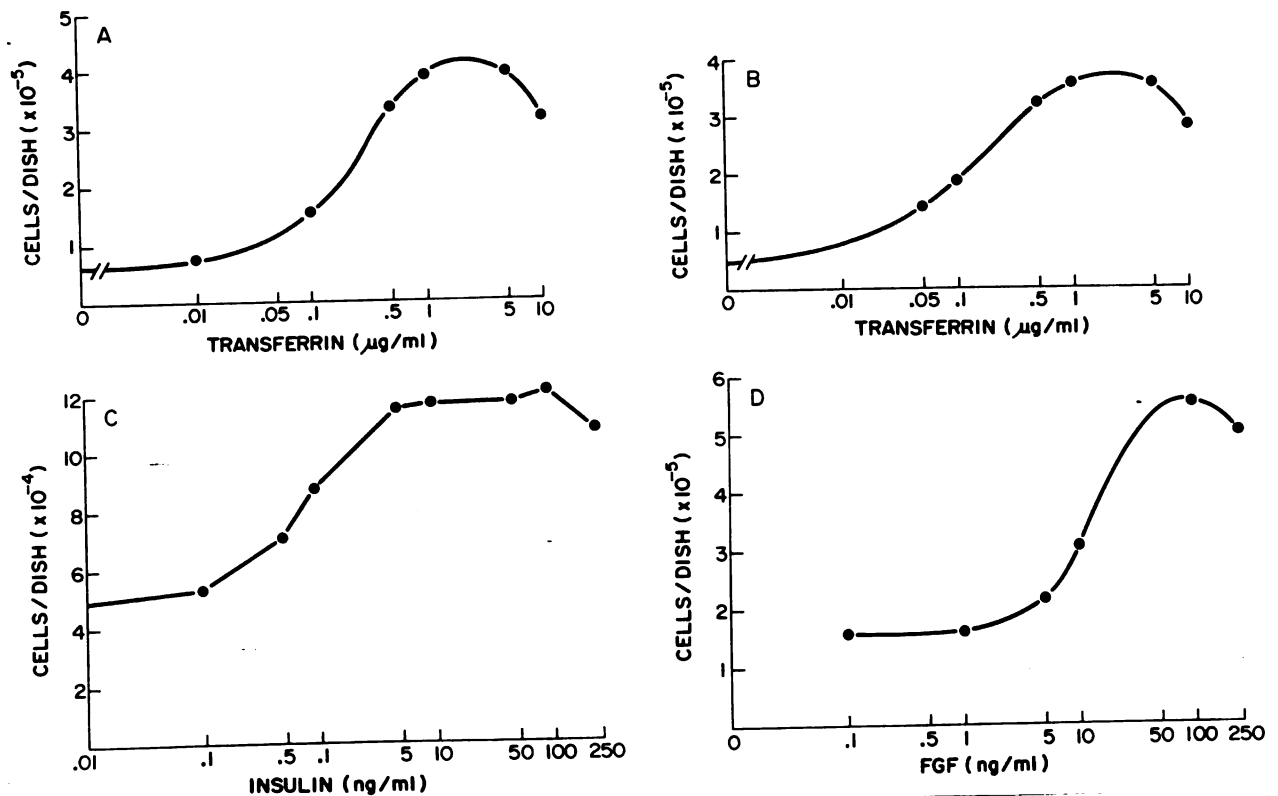 A
CELLS/DISH (x10⁻⁵)
5
4
3
2
1
0 .01 .05 .1 .5 1 5 10
TRANSFERRIN (μg/ml)
B
CELLS/DISH (x10⁻⁵)
4
3
2
1
0 .01 .05 .1 .5 1 5 10
TRANSFERRIN (μg/ml)
C
CELLS/DISH (x10⁻⁴)
12
10
8
6
4
2
.01 .1 .5 .1 5 10 50 100 250
INSULIN (ng/ml)
D
CELLS/DISH (x10⁻⁵)
6
5
4
3
2
1
0 .1 .5 1 5 10 50 100 250
FGF (ng/ml)